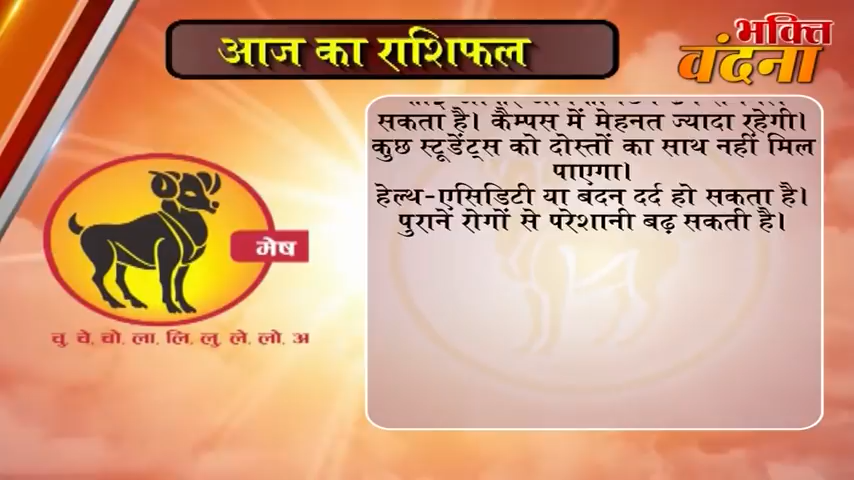 आज का राशिफल
भक्ति
वंदना
सकता है। कैम्पस में मेहनत ज्यादा रहेगी।
कुछ स्टूडेंट्स को दोस्तों का साथ नहीं मिल
पाएगा।
हेल्थ-एसिडिटी या बदन दर्द हो सकता है।
पुराने रोगों से परेशानी बढ़ सकती है।
मेष
चु, चे, चो, ला, लि, लु, ले, लो, अ